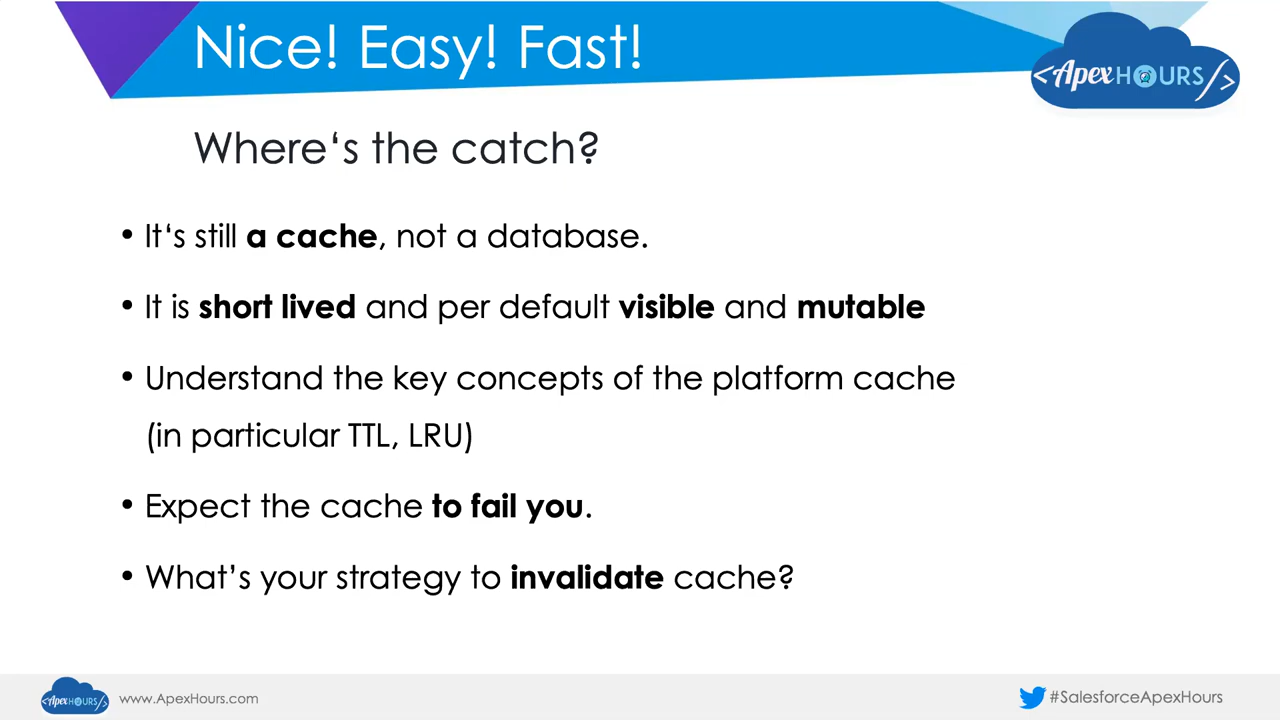 Nice! Easy! Fast!
<ApexHOURS/>
Where‘s the catch?
• It‘s still a cache, not a database.
• It is short lived and per default visible and mutable
• Understand the key concepts of the platform cache
(in particular TTL, LRU)
• Expect the cache to fail you.
• What’s your strategy to invalidate cache?
<ApexHOURS/>
www.ApexHours.com
#SalesforceApexHours